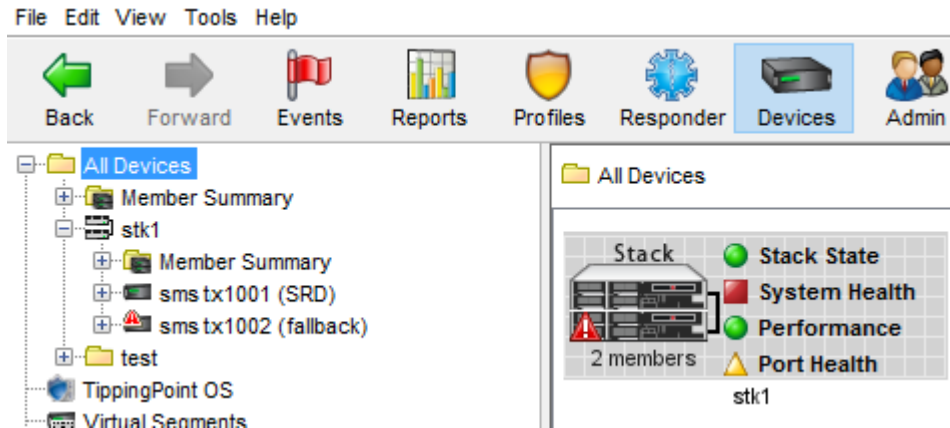 File Edit View Tools Help
Back Forward Events Reports Profiles Responder Devices Admin
All Devices
Member Summary
stk1
Member Summary
sms tx1001 (SRD)
sms tx1002 (fallback)
test
TippingPoint OS
Virtual Segments
All Devices
Stack
2 members
Stack State
System Health
Performance
Port Health
stk1